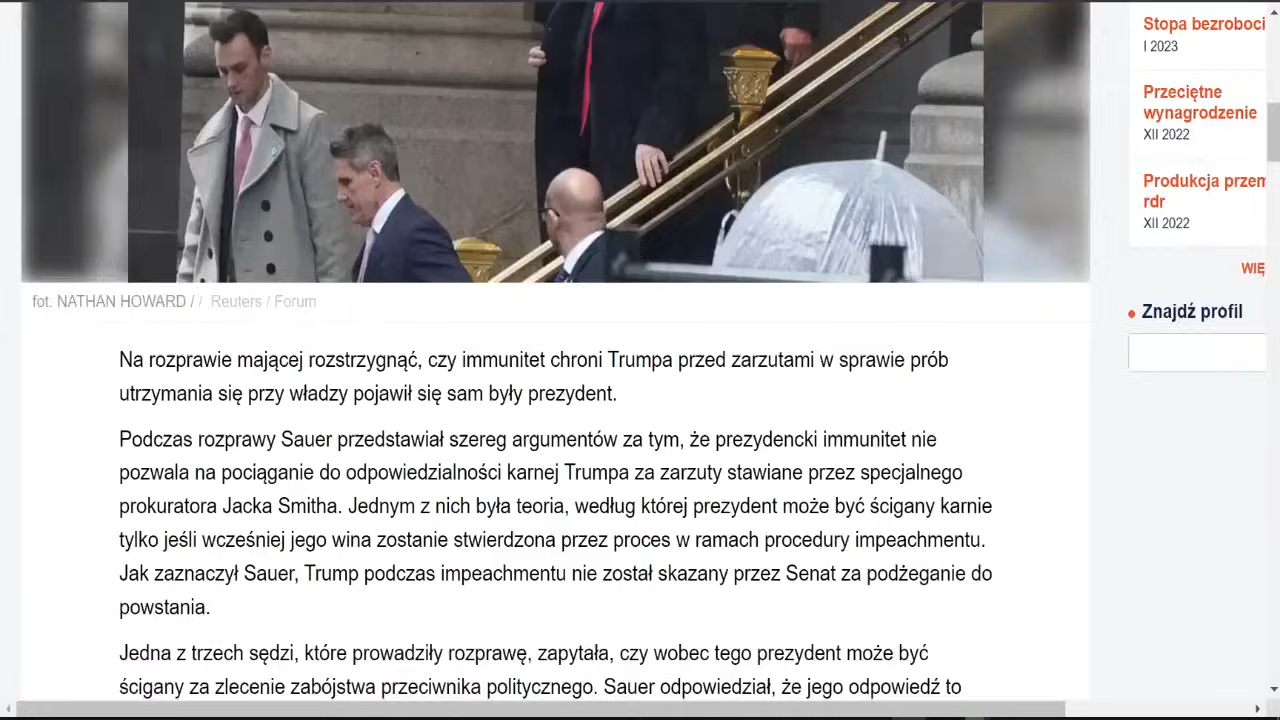 Stopa bezroboci
I 2023
Przeciętne
wynagrodzenie
XII 2022
Produkcja przem
rdr
XII 2022
WIĘ
Znajdź profil
fot. NATHAN HOWARD / / Reuters / Forum
Na rozprawie mającej rozstrzygnąć, czy immunitet chroni Trumpa przed zarzutami w sprawie prób
utrzymania się przy władzy pojawił się sam były prezydent.
Podczas rozprawy Sauer przedstawiał szereg argumentów za tym, że prezydencki immunitet nie
pozwala na pociąganie do odpowiedzialności karnej Trumpa za zarzuty stawiane przez specjalnego
prokuratora Jacka Smitha. Jednym z nich była teoria, według której prezydent może być ścigany karnie
tylko jeśli wcześniej jego wina zostanie stwierdzona przez proces w ramach procedury impeachmentu.
Jak zaznaczył Sauer, Trump podczas impeachmentu nie został skazany przez Senat za podżeganie do
powstania.
Jedna z trzech sędzi, które prowadziły rozprawę, zapytała, czy wobec tego prezydent może być
ścigany za zlecenie zabójstwa przeciwnika politycznego. Sauer odpowiedział, że jego odpowiedź to